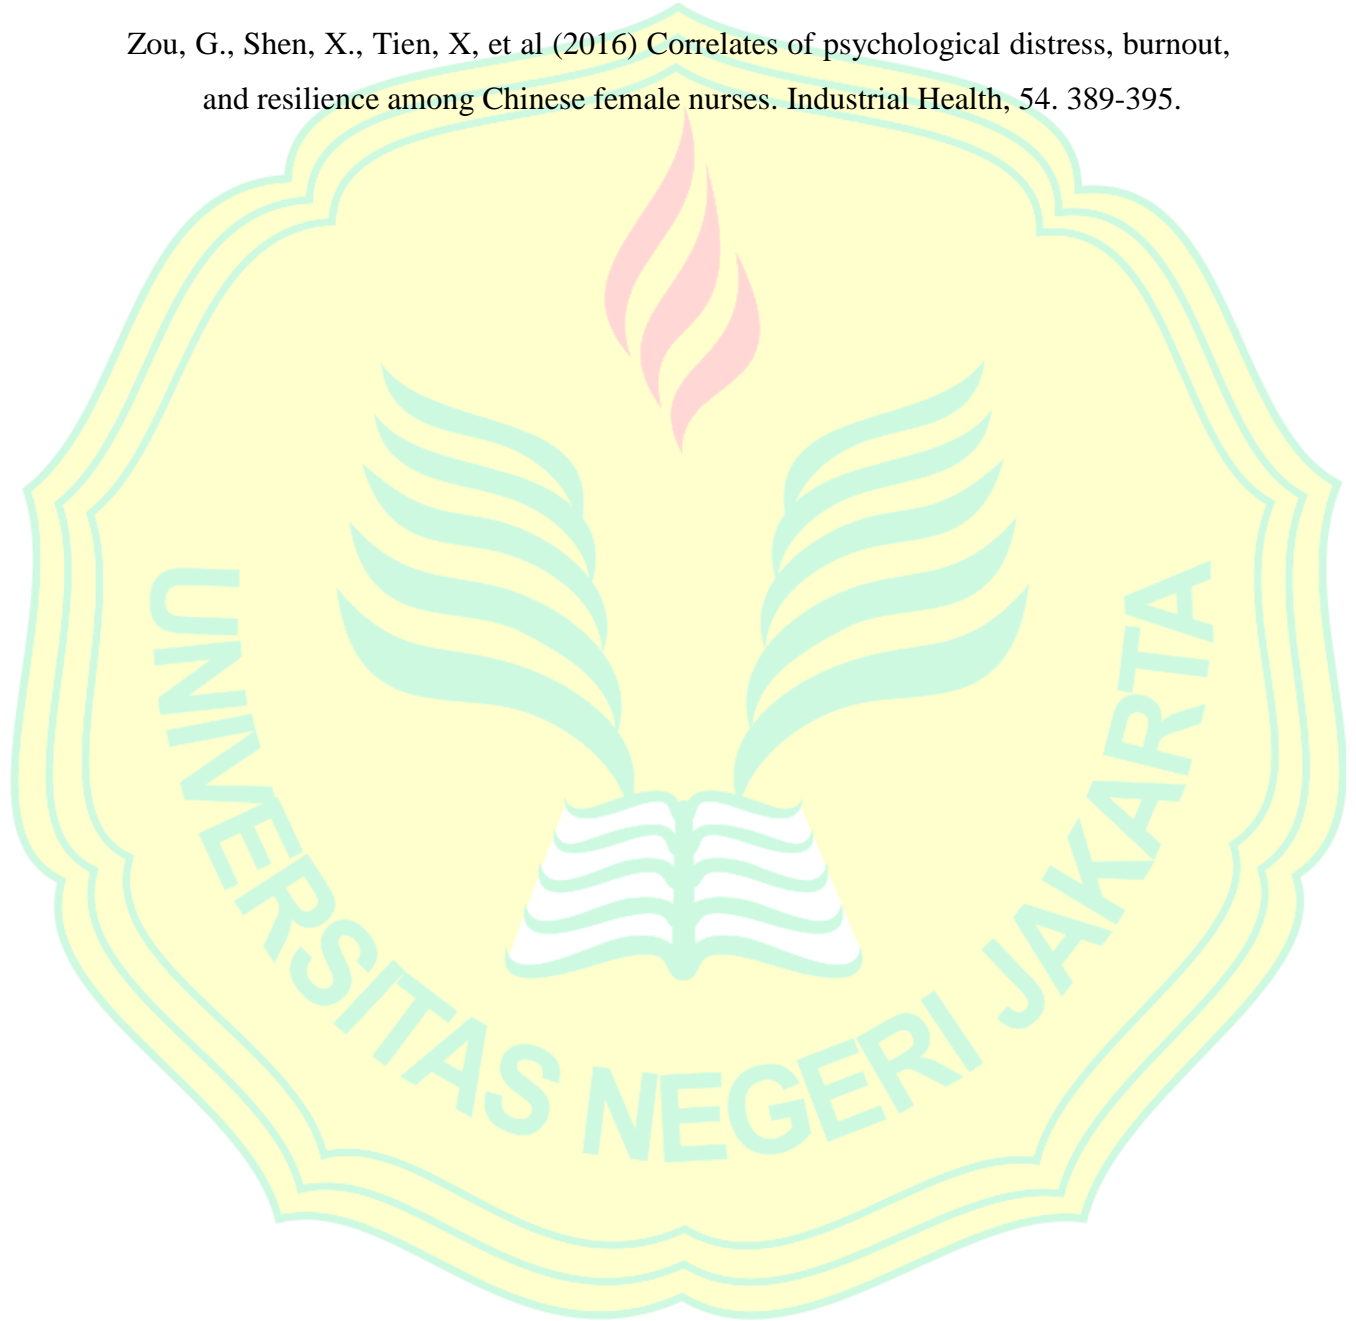 Zou, G., Shen, X., Tien, X, et al (2016) Correlates of psychological distress, burnout,
and resilience among Chinese female nurses. Industrial Health, 54. 389-395.
UNIVERSITAS NEGERI JAKARTA